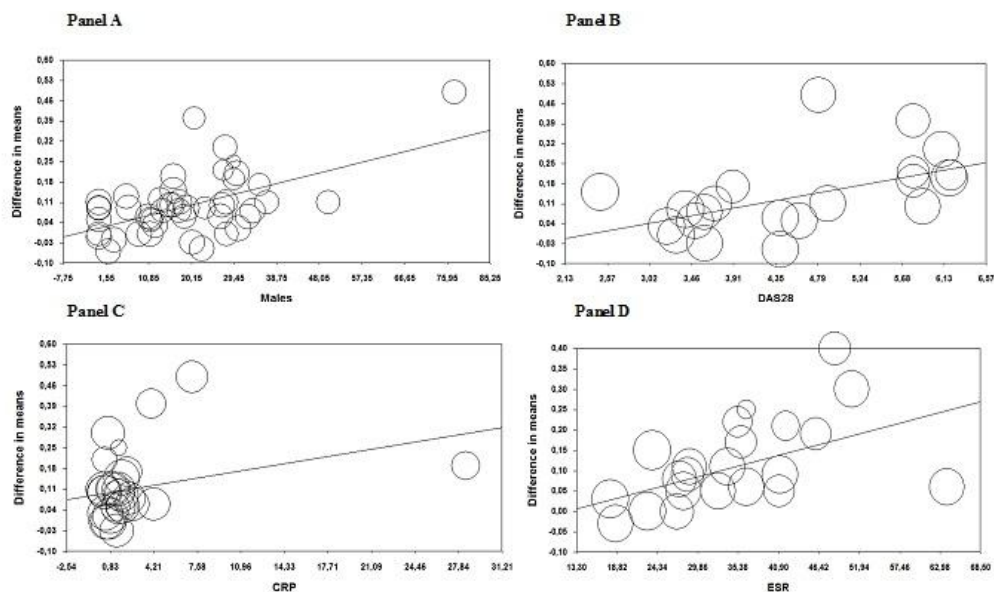 Panel A
0,60
0,53
0,46
0,39
0,32
0,25
0,18
0,11
0,04
-0,03
-0,10
Difference in means
-7,75 1,55 10,85 20,15 29,45 38,75 48,05 57,35 66,65 75,95 85,25
Males
Panel B
0,60
0,53
0,46
0,39
0,32
0,25
0,18
0,11
0,04
-0,03
-0,10
Difference in means
2,13 2,57 3,02 3,46 3,91 4,35 4,79 5,24 5,68 6,13 6,57
DAS28
Panel C
0,60
0,53
0,46
0,39
0,32
0,25
0,18
0,11
0,04
-0,03
-0,10
Difference in means
-2,54 0,83 4,21 7,58 10,96 14,33 17,71 21,09 24,46 27,84 31,21
CRP
Panel D
0,40
0,35
0,30
0,25
0,20
0,15
0,10
0,05
0,00
-0,05
-0,10
Difference in means
13,30 18,82 24,34 29,86 35,38 40,90 46,42 51,94 57,46 62,98 68,50
ESR